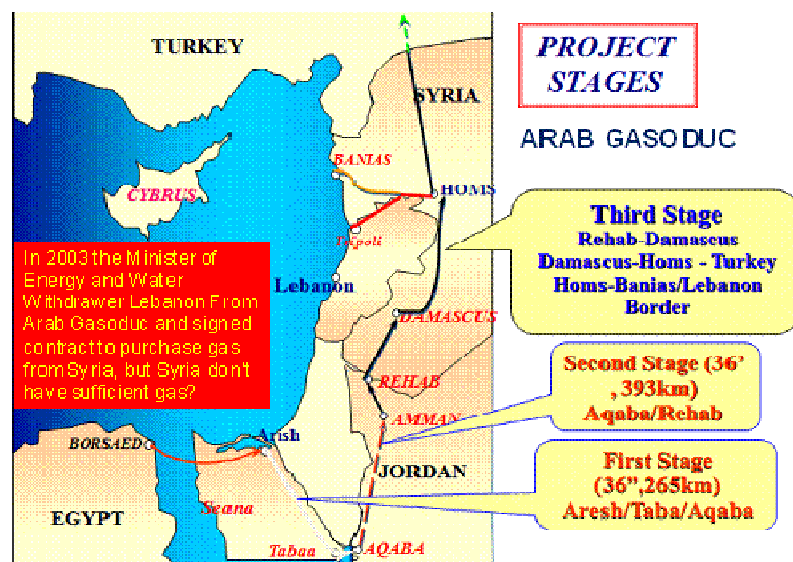 TURKEY
PROJECT
STAGES
SYRIA
ARAB GASODUC
BANIAS
CYBRUS
HOMS
Tripoli
Third Stage
Rehab-Damascus
Damascus-Homs - Turkey
Homs-Banias/Lebanon
Border
In 2003 the Minister of
Energy and Water
Withdrawer Lebanon From
Arab Gasoduc and signed
contract to purchase gas
from Syria, but Syria don't
have sufficient gas?
Lebanon
DAMASCUS
REHAB
Second Stage (36'
, 393km)
Aqaba/Rehab
AMMAN
BORSAED
Arish
JORDAN
First Stage
(36",265km)
Aresh/Taba/Aqaba
Seana
EGYPT
Tabaa
AQABA